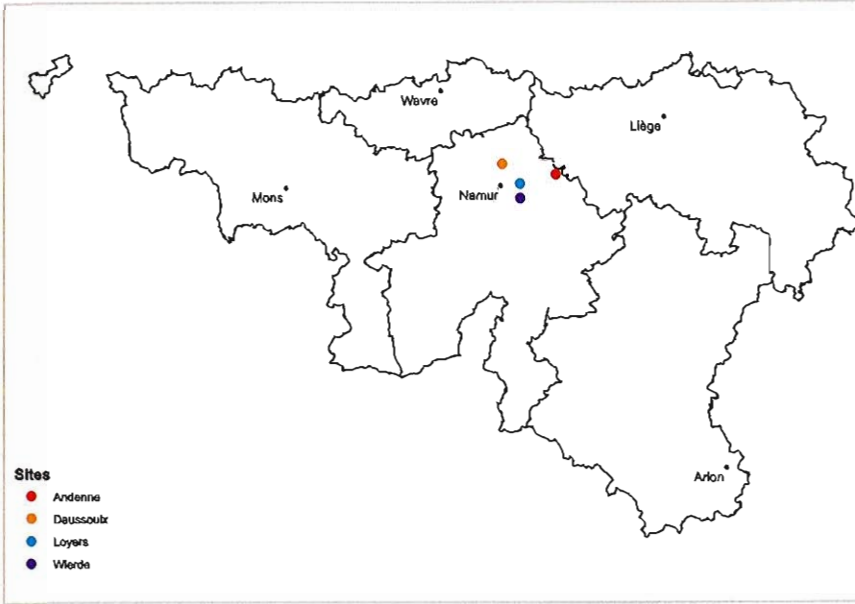 Wavre
Liège
Mons
Namur
Arlon
Sites
Andenne
Daussoulx
Loyers
Wierde